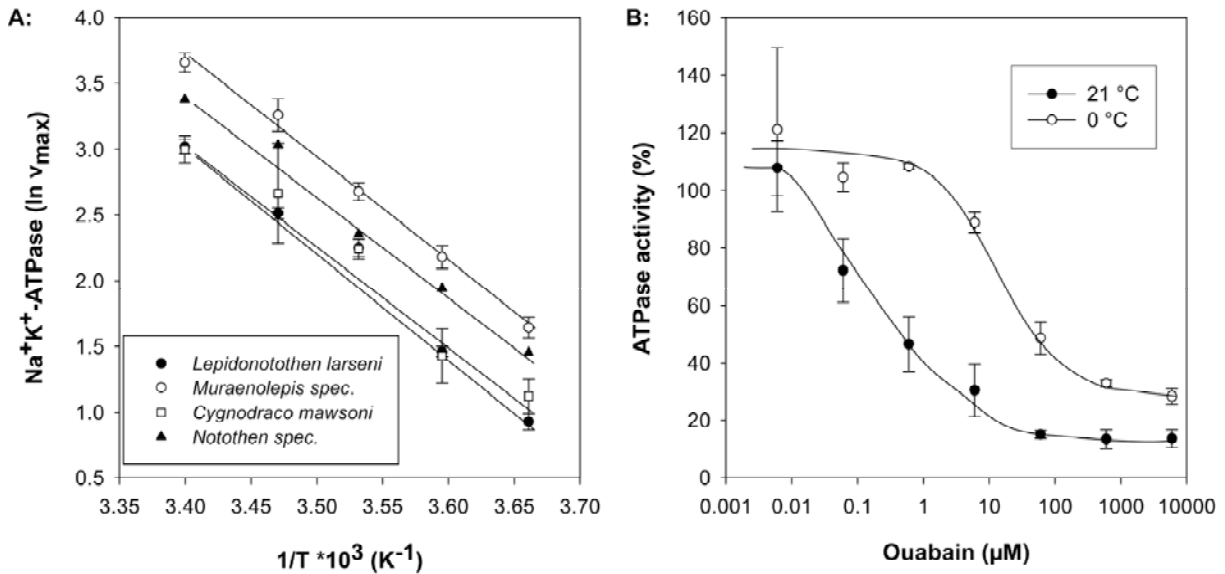 A:
Na⁺K⁺-ATPase (ln vmax)
4.0
3.5
3.0
2.5
2.0
1.5
1.0
0.5
Lepidonotothen larseni
Muraenolepis spec.
Cygnodraco mawsoni
Notothen spec.
3.35 3.40 3.45 3.50 3.55 3.60 3.65 3.70
1/T *10³ (K⁻¹)
B:
ATPase activity (%)
160
140
120
100
80
60
40
20
0
21 °C
0 °C
0.001 0.01 0.1 1 10 100 1000 10000
Ouabain (µM)